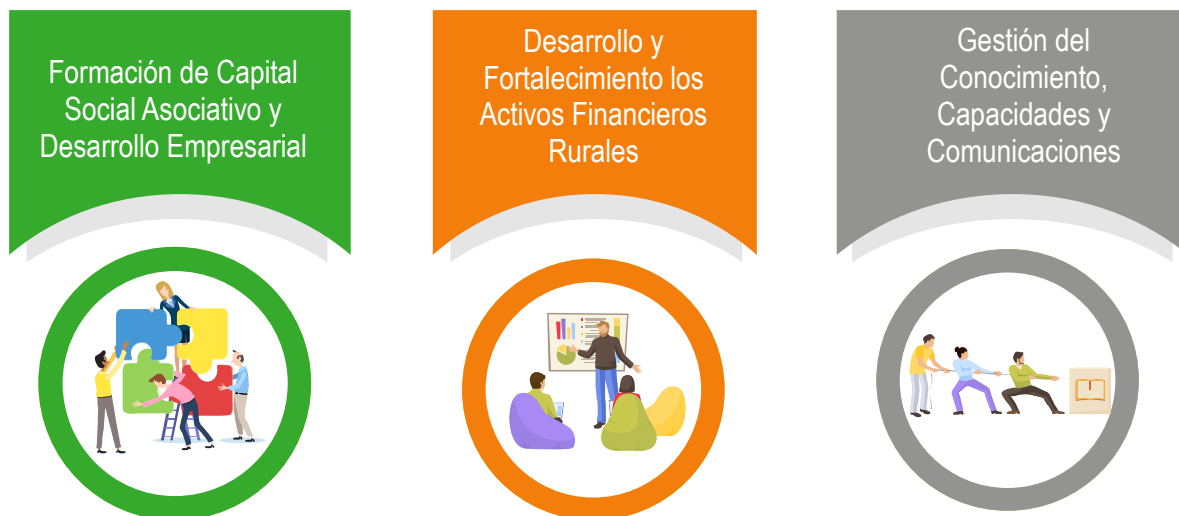 Formación de Capital
Social Asociativo y
Desarrollo Empresarial
Desarrollo y
Fortalecimiento los
Activos Financieros
Rurales
Gestión del
Conocimiento,
Capacidades y
Comunicaciones